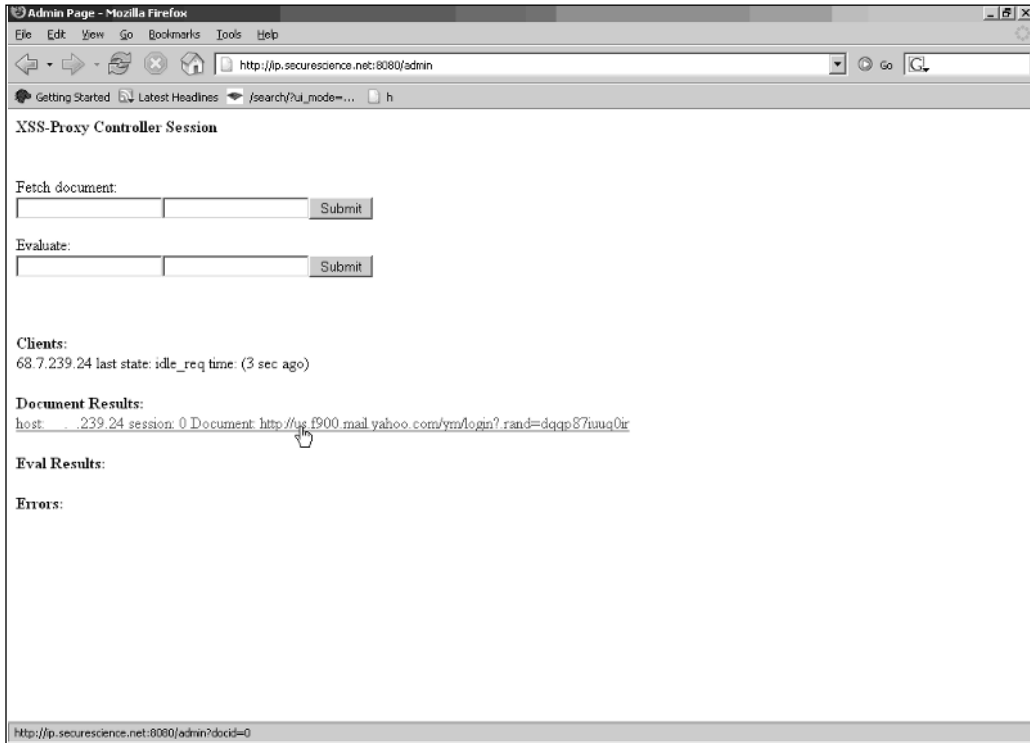 Admin Page - Mozilla Firefox
File Edit View Go Bookmarks Tools Help
http://ip.securescience.net:8080/admin Go G
Getting Started Latest Headlines /search/?ui_mode=... h
XSS-Proxy Controller Session
Fetch document:
Submit
Evaluate:
Submit
Clients:
68.7.239.24 last state: idle_req time: (3 sec ago)
Document Results:
host: . .239.24 session: 0 Document: http://us.f900.mail.yahoo.com/ym/login?.rand=dqqp87iuuq0ir
Eval Results:
Errors:
http://ip.securescience.net:8080/admin?docid=0